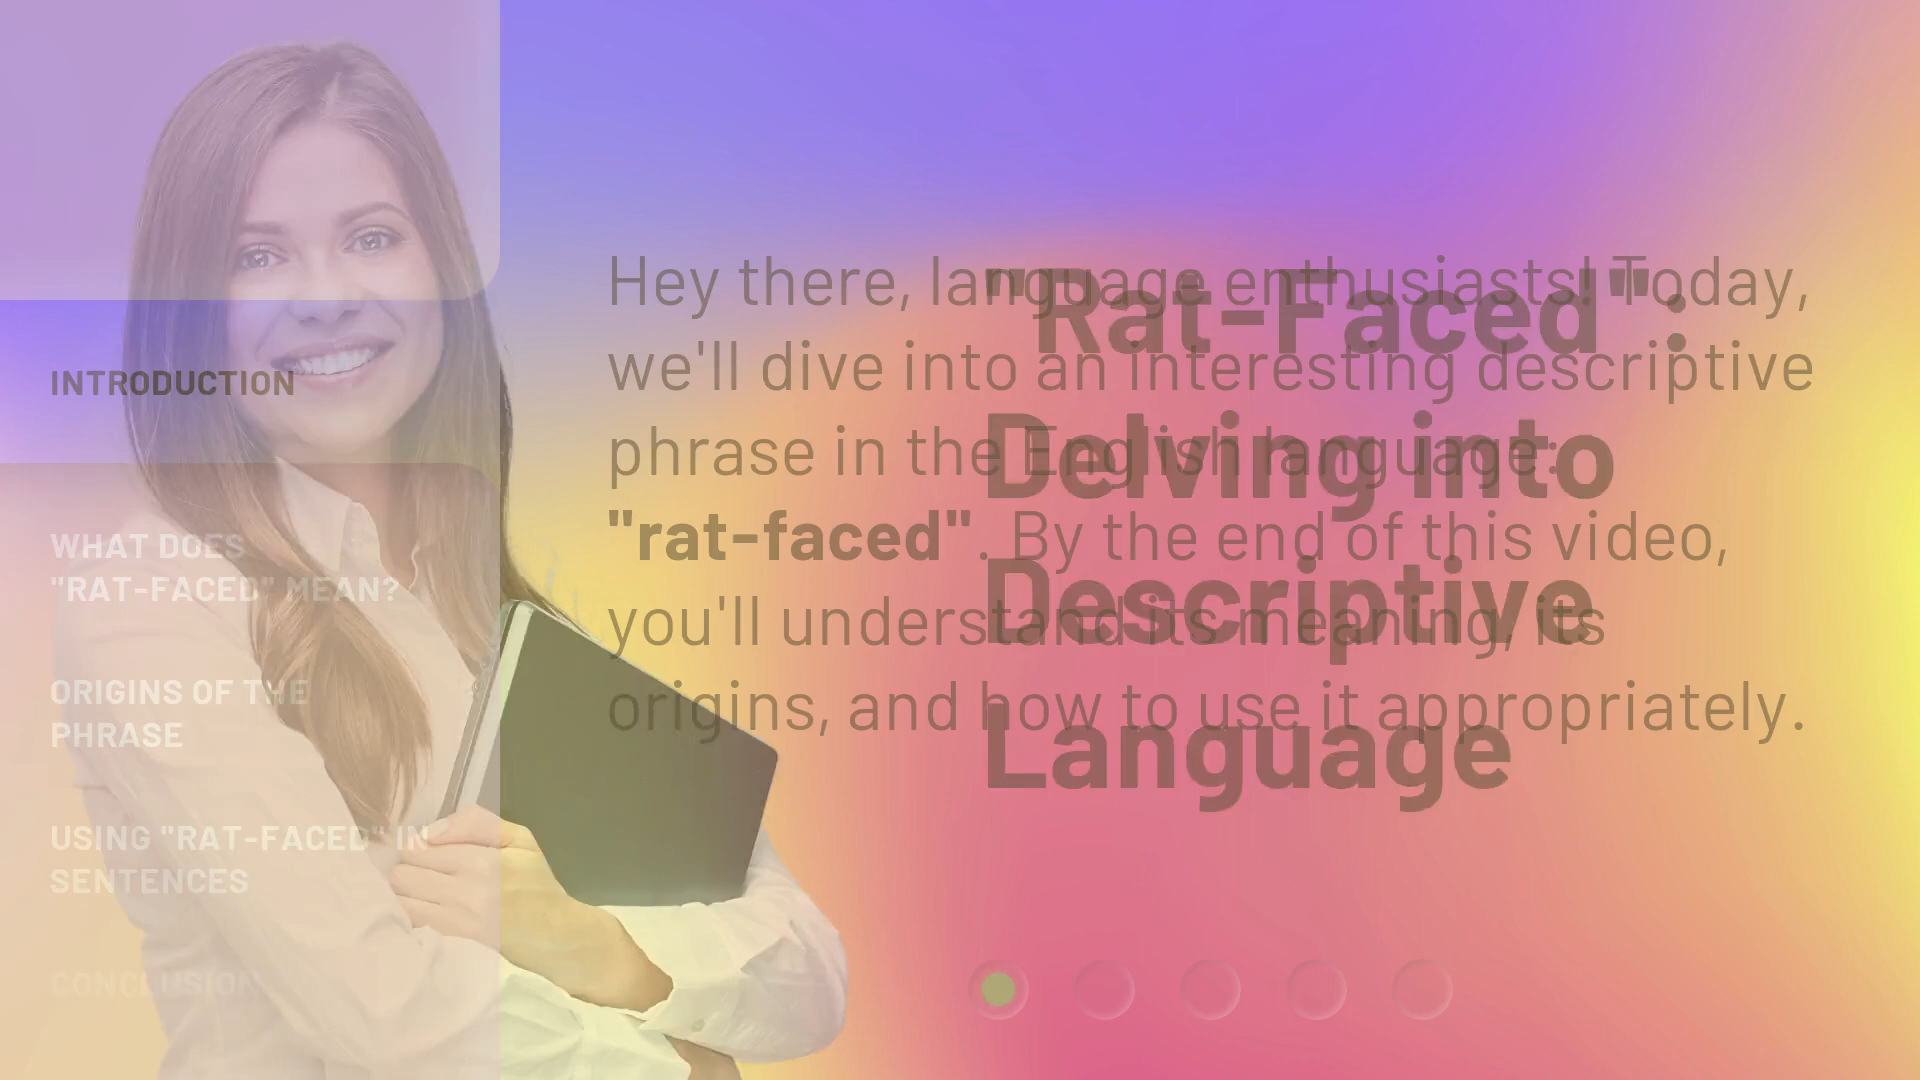 INTRODUCTION
WHAT DOES
"RAT-FACED" MEAN?
ORIGINS OF THE
PHRASE
USING "RAT-FACED" IN
SENTENCES
CONCLUSION
Hey there, language enthusiasts! Today,
we'll dive into an interesting descriptive
phrase in the English language:
"rat-faced". By the end of this video,
you'll understand its meaning, its
origins, and how to use it appropriately.
"Rat-Faced":
Delving into
Descriptive
Language